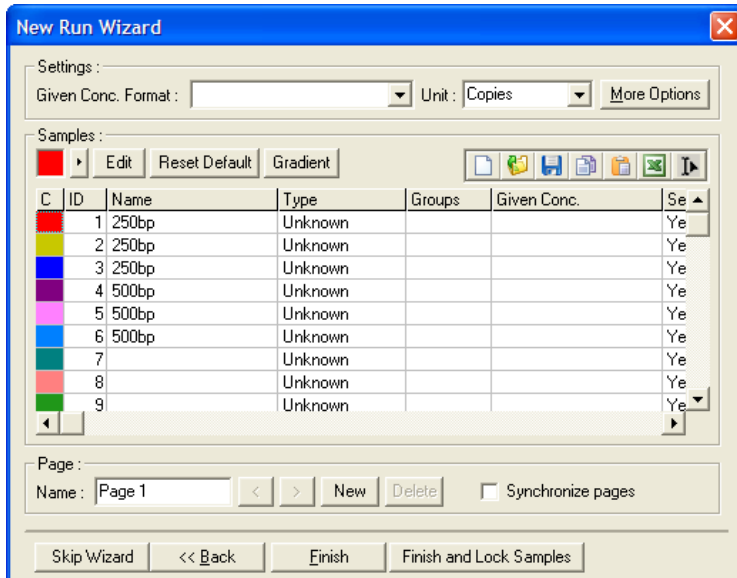 New Run Wizard
Settings :
Given Conc. Format : Unit : Copies More Options
Samples :
Edit Reset Default Gradient
C ID Name Type Groups Given Conc. Se
1 250bp Unknown Ye
2 250bp Unknown Ye
3 250bp Unknown Ye
4 500bp Unknown Ye
5 500bp Unknown Ye
6 500bp Unknown Ye
7 Unknown Ye
8 Unknown Ye
9 Unknown Ye
Page :
Name : Page 1 < > New Delete Synchronize pages
Skip Wizard << Back Finish Finish and Lock Samples